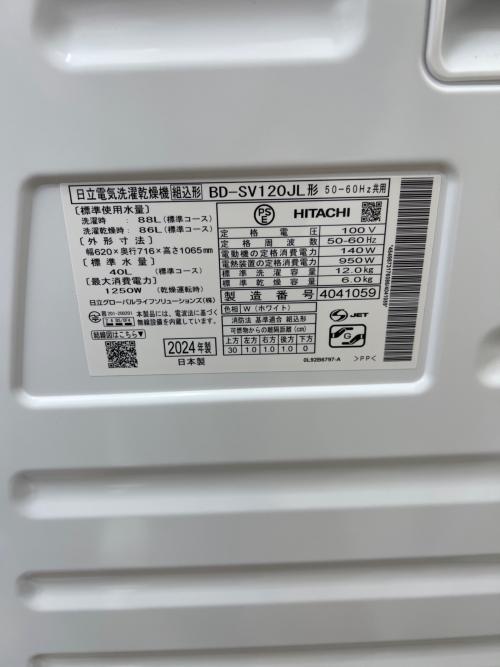 日立電気洗濯乾燥機 組込形 BD-SV120JL形 50-60Hz共用
[標準使用水量]
洗濯時: 88L(標準コース)
洗濯乾燥時: 86L(標準コース)
[外形寸法]
幅620×奥行716×高さ1065mm
[標準水量]
40L (標準コース)
[最大消費電力]
1250W (乾燥運転時)
日立グローバルライフソリューションズ(株)
本製品には、電波法に基づく
無線設備を内蔵しています。
結線図はこちら▼
2024年製
日本製
PSE HITACHI
定格電圧 100V
定格周波数 50-60Hz
電動機の定格消費電力 140W
電熱装置の定格消費電力 950W
標準洗濯容量 12.0kg
標準乾燥容量 6.0kg
製造番号 4041059
色相:W(ホワイト)
消防法 基準適合 組込形
可燃物からの離隔距離(cm)
上方 左方 右方 後方 下方
30 1.0 1.0 1.0 0
JET
G
0L92B6797-A
>PP<